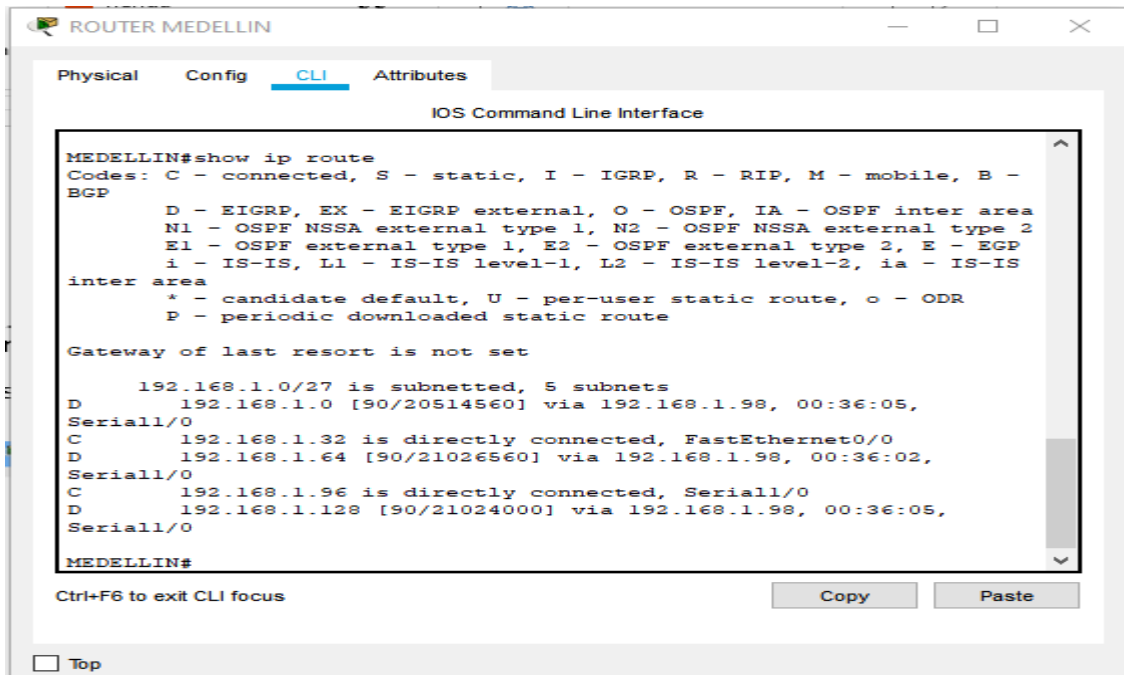 ROUTER MEDELLIN
Physical Config CLI Attributes
IOS Command Line Interface
MEDELLIN#show ip route
Codes: C - connected, S - static, I - IGRP, R - RIP, M - mobile, B -
BGP
D - EIGRP, EX - EIGRP external, O - OSPF, IA - OSPF inter area
N1 - OSPF NSSA external type 1, N2 - OSPF NSSA external type 2
E1 - OSPF external type 1, E2 - OSPF external type 2, E - EGP
i - IS-IS, L1 - IS-IS level-1, L2 - IS-IS level-2, ia - IS-IS
inter area
* - candidate default, U - per-user static route, o - ODR
P - periodic downloaded static route
Gateway of last resort is not set
192.168.1.0/27 is subnetted, 5 subnets
D 192.168.1.0 [90/20514560] via 192.168.1.98, 00:36:05,
Serial1/0
C 192.168.1.32 is directly connected, FastEthernet0/0
D 192.168.1.64 [90/21026560] via 192.168.1.98, 00:36:02,
Serial1/0
C 192.168.1.96 is directly connected, Serial1/0
D 192.168.1.128 [90/21024000] via 192.168.1.98, 00:36:05,
Serial1/0
MEDELLIN#
Ctrl+F6 to exit CLI focus
Copy Paste
Top